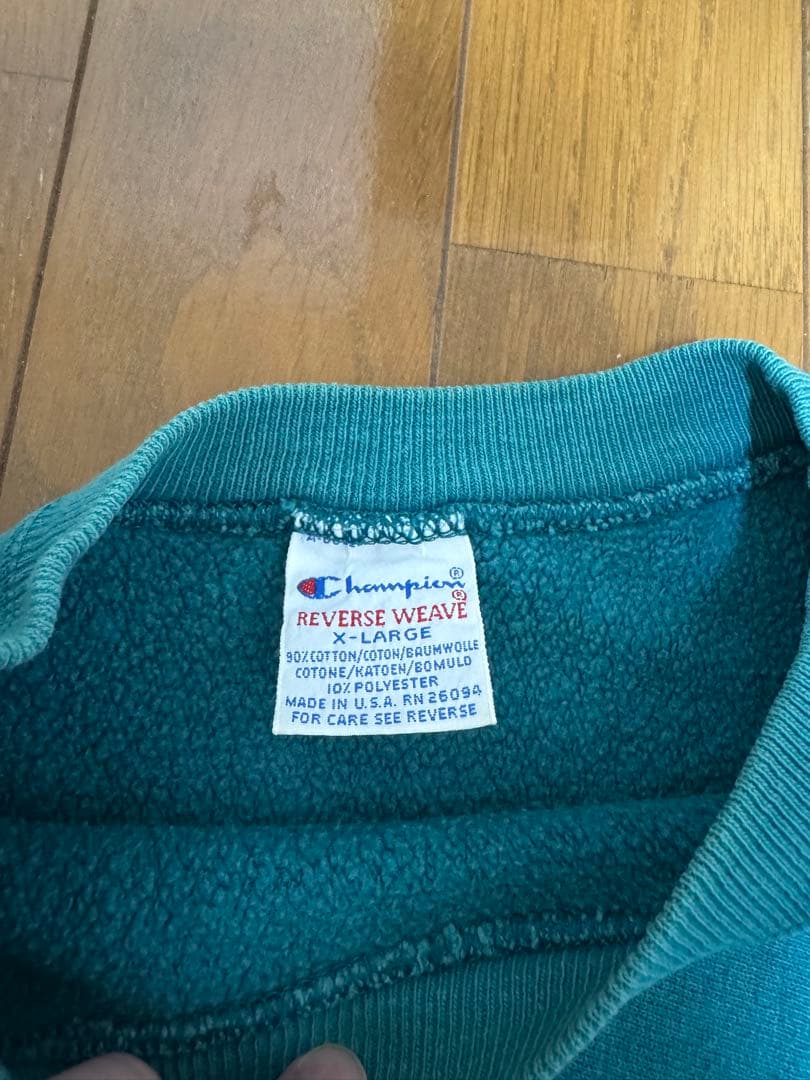 Champion®
REVERSE WEAVE®
X-LARGE
90% COTTON/COTON/BAUMWOLLE
COTONE/KATOEN/BOMULD
10% POLYESTER
MADE IN U.S.A. RN 26094
FOR CARE SEE REVERSE